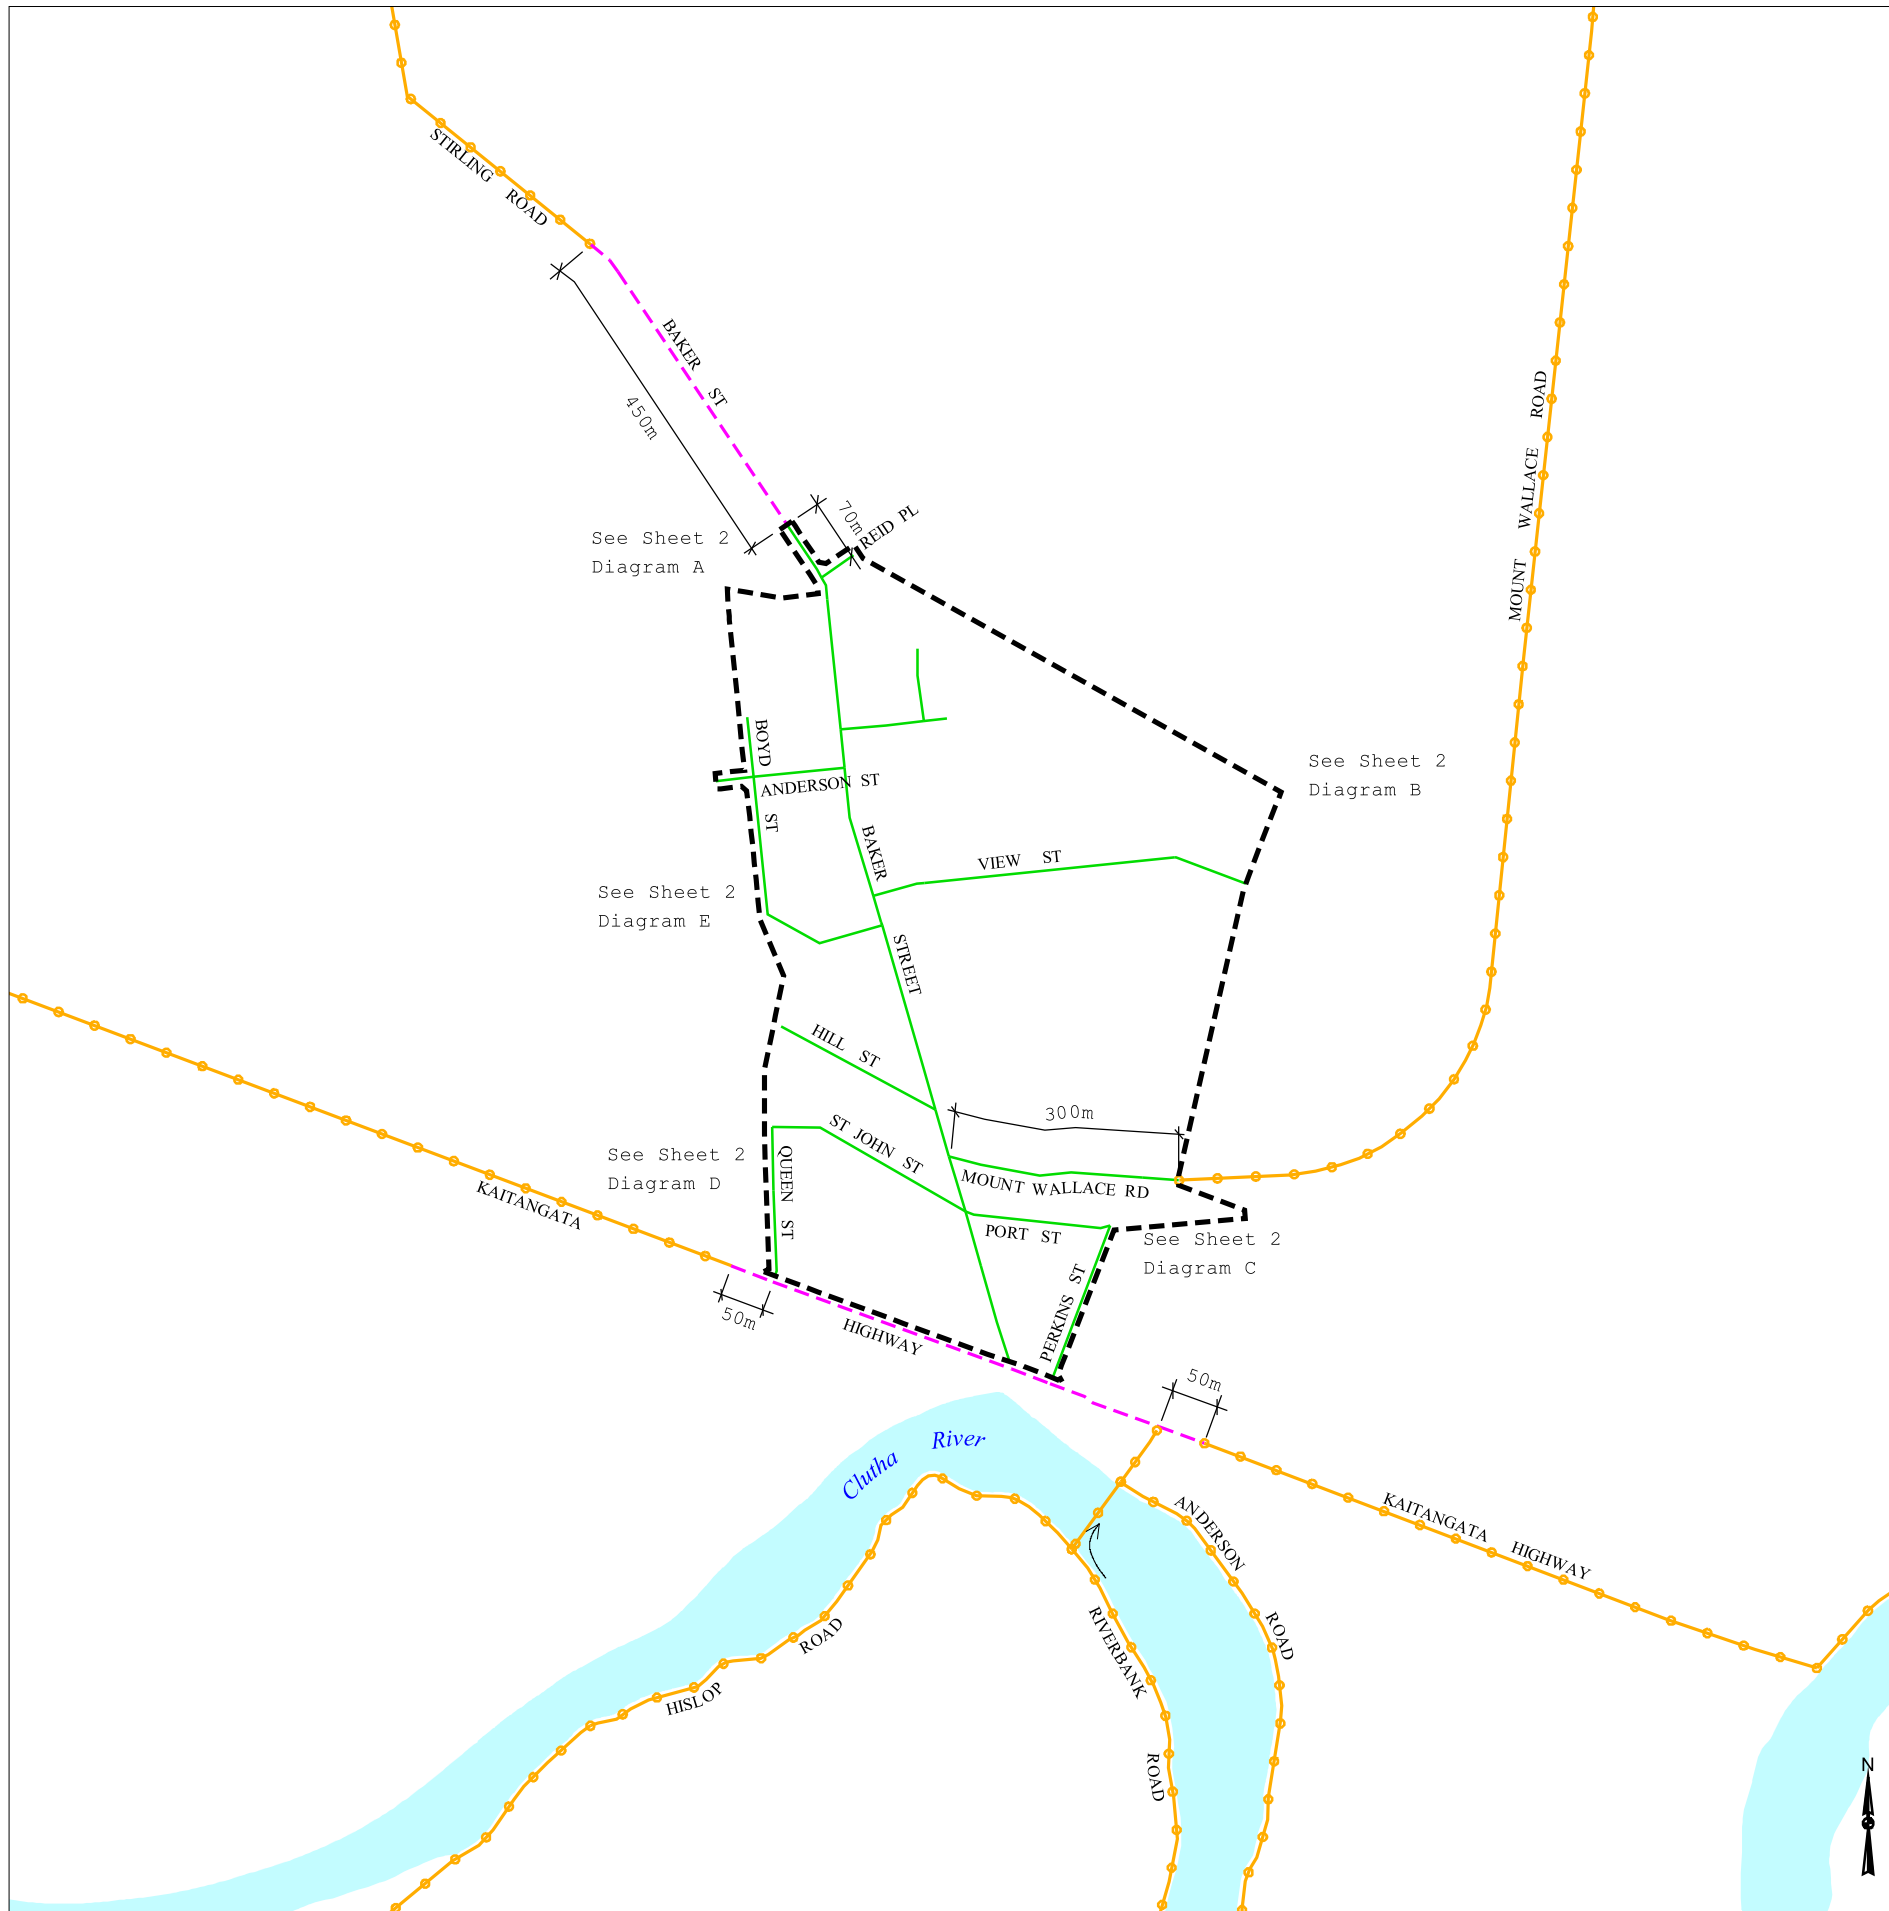 STIRLING ROAD
BAKER ST
450m
70m
REID PL
See Sheet 2
Diagram A
MOUNT WALLACE ROAD
BOYD ST
ANDERSON ST
See Sheet 2
Diagram B
BAKER STREET
VIEW ST
See Sheet 2
Diagram E
HILL ST
300m
ST JOHN ST
See Sheet 2
Diagram D
QUEEN ST
MOUNT WALLACE RD
PORT ST
See Sheet 2
Diagram C
KAITANGATA HIGHWAY
50m
PERKINS ST
50m
Clutha River
ANDERSON ROAD
KAITANGATA HIGHWAY
RIVERBANK ROAD
HISLOP ROAD
N